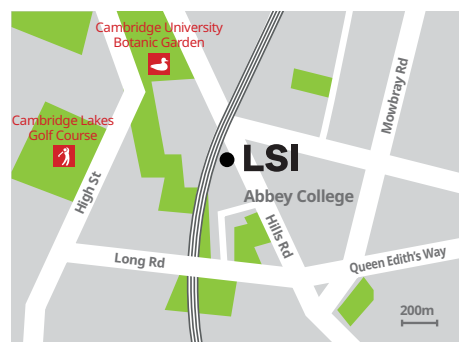 Cambridge University
Botanic Garden
Mowbray Rd
Cambridge Lakes
Golf Course
LSI
High St
Abbey College
Hills Rd
Long Rd
Queen Edith's Way
200m